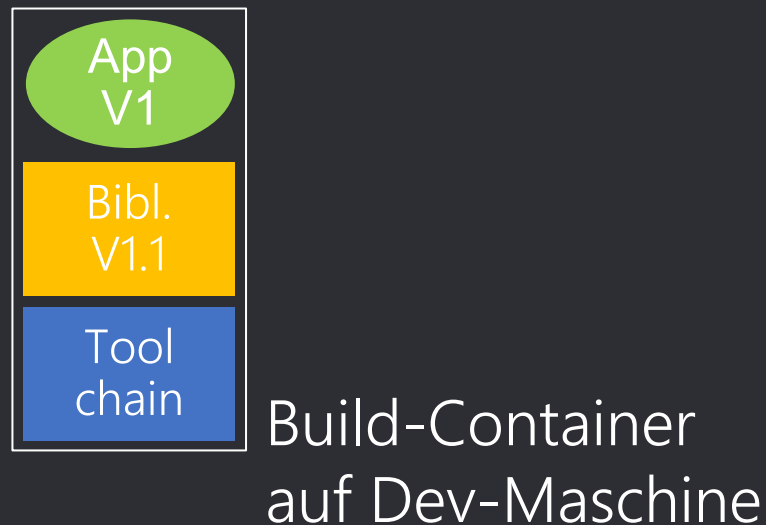 App
V1
Bibl.
V1.1
Tool
chain
Build-Container
auf Dev-Maschine